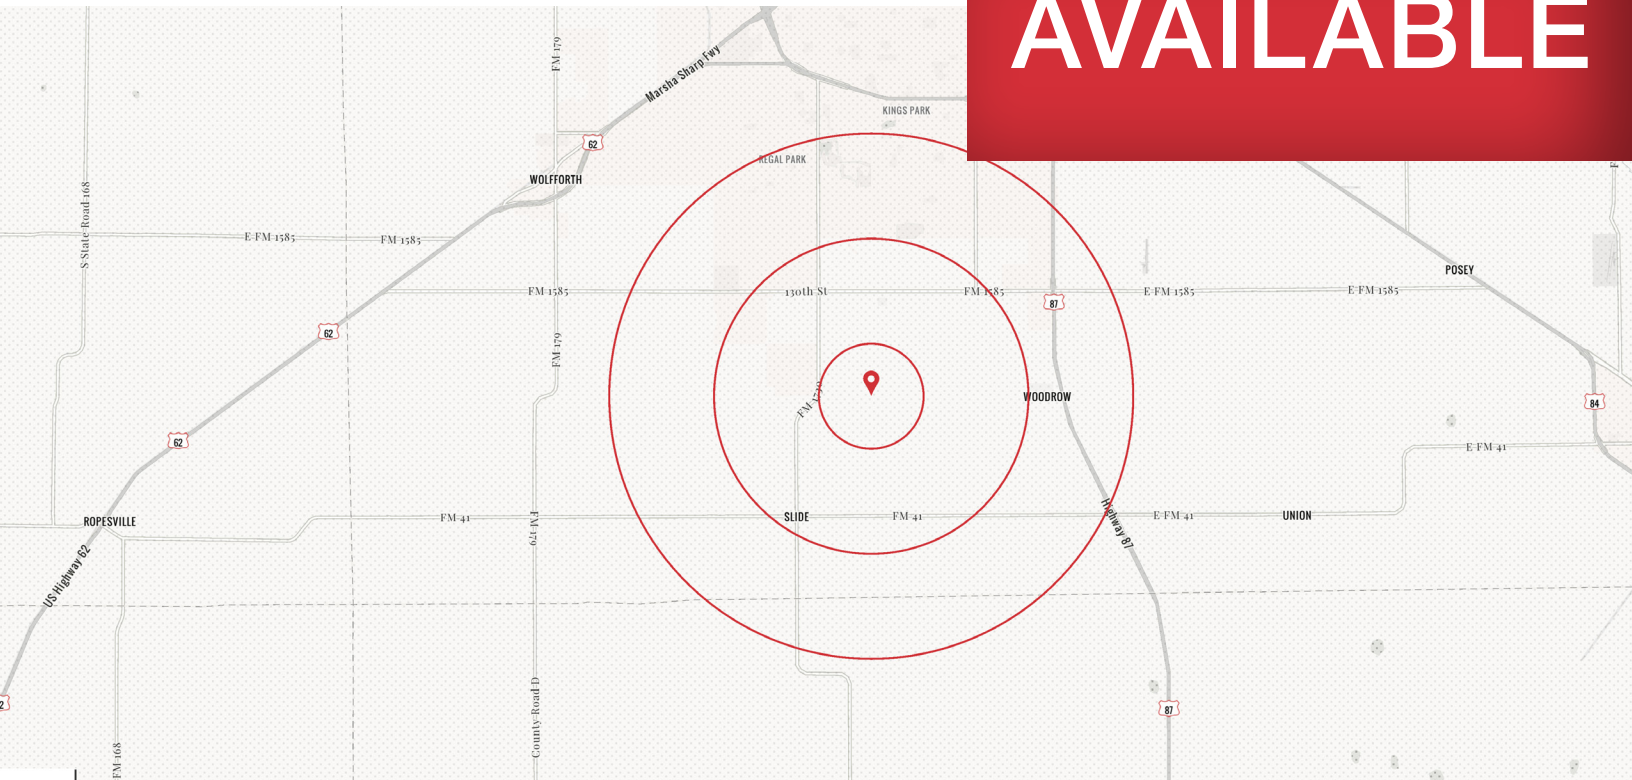 AVAILABLE
FM 179
Marsha Sharp Fwy
KINGS PARK
62
REGAL PARK
WOLFFORTH
S State Road 168
E FM 1585
FM 1585
POSEY
FM 1585
130th St
FM 1585
E FM 1585
E FM 1585
87
62
FM 179
FM 1730
WOODROW
84
62
E FM 41
ROPESVILLE
FM 41
SLIDE
FM 41
E FM 41
UNION
FM 179
Highway 87
US Highway 62
County Road D
87
FM 168